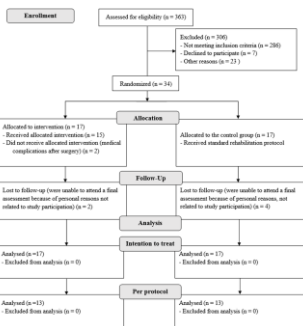 Enrollment
Assessed for eligibility (n = 363)
Excluded (n = 306)
- Not meeting inclusion criteria (n = 206)
- Declined to participate (n = 7)
- Other reasons (n = 23 )
Randomized (n = 34)
Allocation
Allocated to intervention (n = 17)
- Received allocated intervention (n = 15)
- Did not receive allocated intervention (medical
complications after surgery) (n = 2)
Allocated to the control group (n = 17)
- Received standard rehabilitation protocol
Follow-Up
Lost to follow-up (were unable to attend a final
assessment because of personal reasons not
related to study participation) (n = 2)
Lost to follow-up (were unable to attend a final
assessment because of personal reasons, not
related to study participation) (n = 4)
Analysis
Intention to treat
Analysed (n =17)
- Excluded from analysis (n = 0)
Analysed (n = 17)
- Excluded from analysis (n = 0)
Per protocol
Analysed (n =13)
- Excluded from analysis (n = 0)
Analysed (n = 13)
- Excluded from analysis (n = 0)